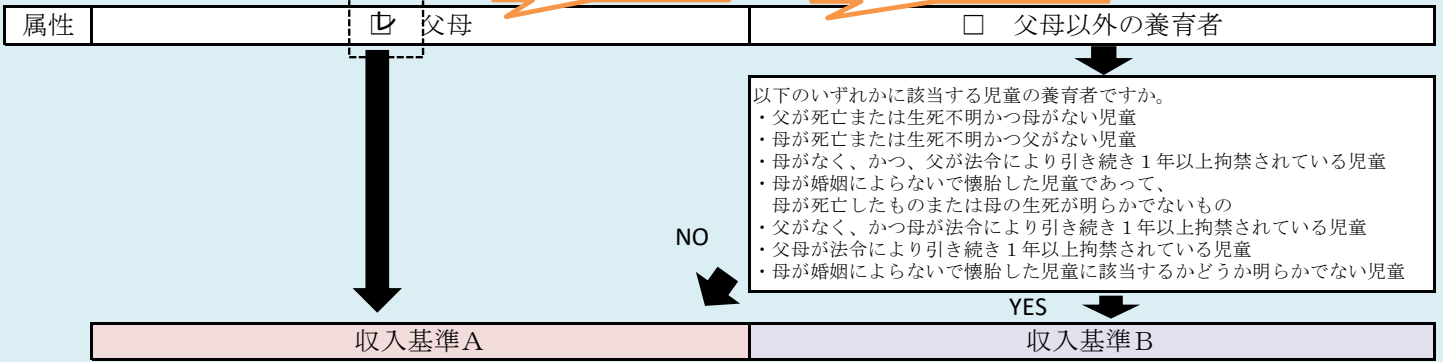 属性
☑ 父母
□ 父母以外の養育者
以下のいずれかに該当する児童の養育者ですか。
・父が死亡または生死不明かつ母がない児童
・母が死亡または生死不明かつ父がない児童
・母がなく、かつ、父が法令により引き続き１年以上拘禁されている児童
・母が婚姻によらないで懐胎した児童であって、
母が死亡したものまたは母の生死が明らかでないもの
・父がなく、かつ母が法令により引き続き１年以上拘禁されている児童
・父母が法令により引き続き１年以上拘禁されている児童
・母が婚姻によらないで懐胎した児童に該当するかどうか明らかでない児童
NO
YES
収入基準Ａ
収入基準Ｂ